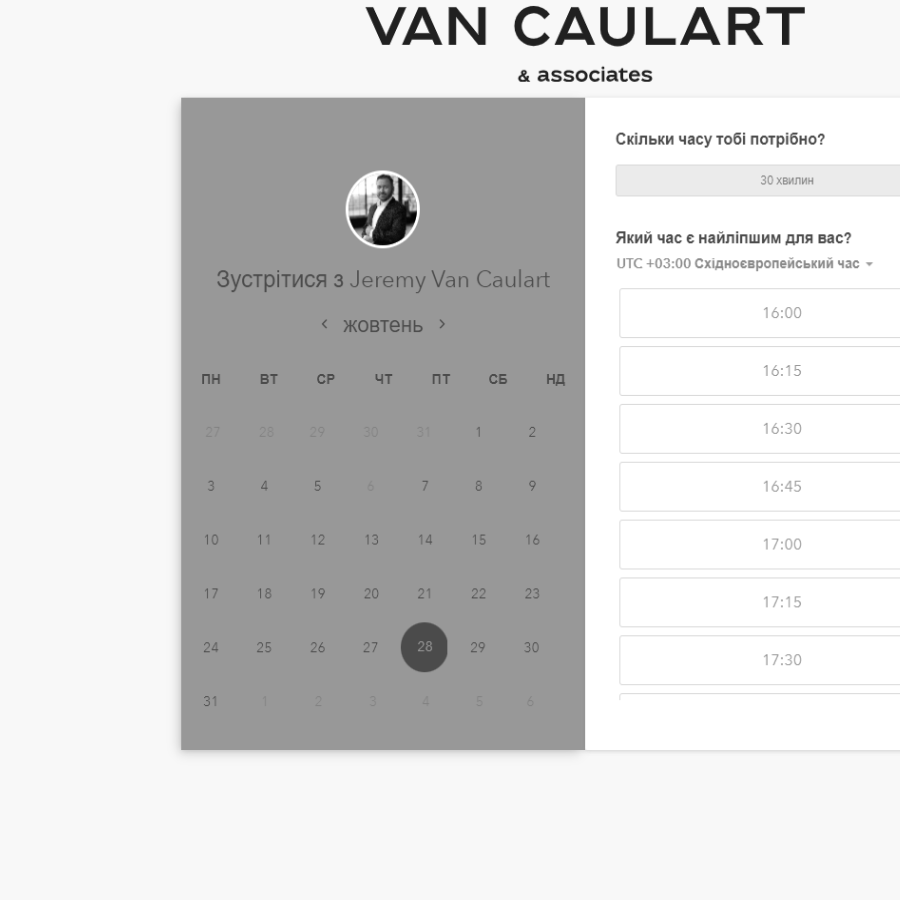 VAN CAULART
& associates
Зустрітися з Jeremy Van Caulart
‹ жовтень ›
ПН ВТ СР ЧТ ПТ СБ НД
27 28 29 30 31 1 2
3 4 5 6 7 8 9
10 11 12 13 14 15 16
17 18 19 20 21 22 23
24 25 26 27 28 29 30
31 1 2 3 4 5 6
Скільки часу тобі потрібно?
30 хвилин
Який час є найліпшим для вас?
UTC +03:00 Східноєвропейський час
16:00
16:15
16:30
16:45
17:00
17:15
17:30